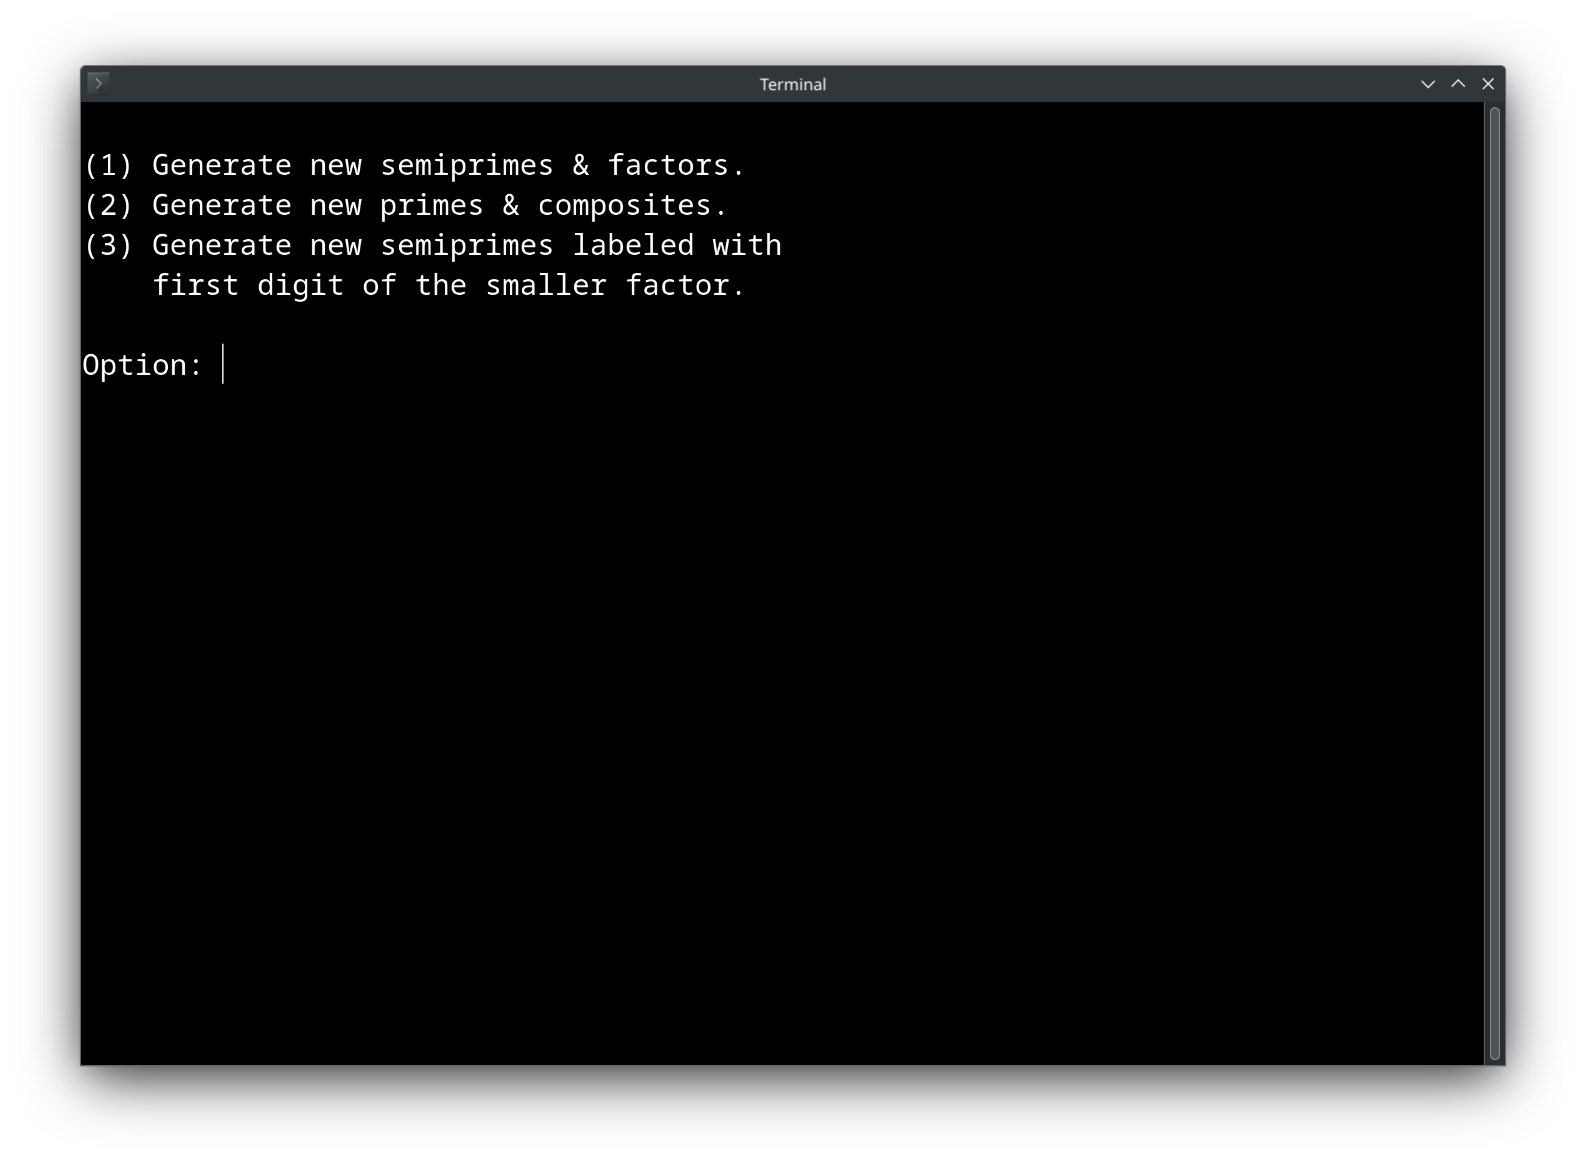 Terminal
(1) Generate new semiprimes & factors.
(2) Generate new primes & composites.
(3) Generate new semiprimes labeled with
first digit of the smaller factor.
Option: